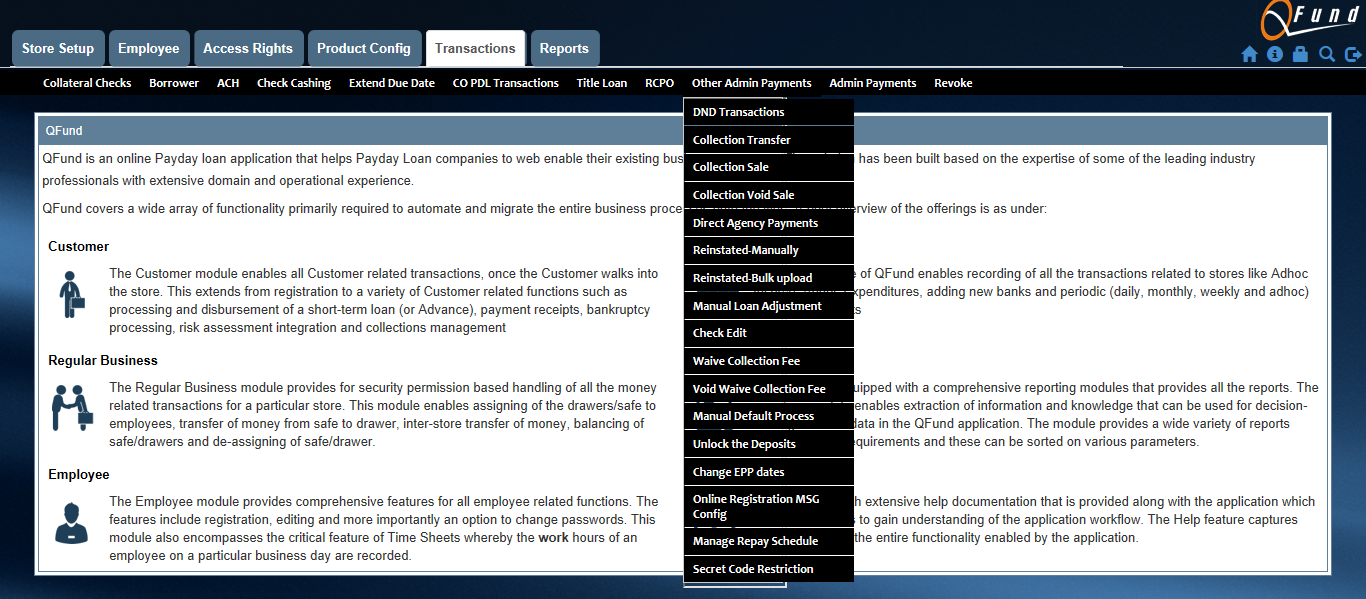 QFund
Store Setup
Employee
Access Rights
Product Config
Transactions
Reports
Collateral Checks
Borrower
ACH
Check Cashing
Extend Due Date
CO PDL Transactions
Title Loan
RCPO
Other Admin Payments
Admin Payments
Revoke
DND Transactions
Collection Transfer
Collection Sale
Collection Void Sale
Direct Agency Payments
Reinstated-Manually
Reinstated-Bulk upload
Manual Loan Adjustment
Check Edit
Waive Collection Fee
Void Waive Collection Fee
Manual Default Process
Unlock the Deposits
Change EPP dates
Online Registration MSG
Config
Manage Repay Schedule
Secret Code Restriction
QFund
QFund is an online Payday loan application that helps Payday Loan companies to web enable their existing bus has been built based on the expertise of some of the leading industry
professionals with extensive domain and operational experience.
QFund covers a wide array of functionality primarily required to automate and migrate the entire business proce overview of the offerings is as under:
Customer
The Customer module enables all Customer related transactions, once the Customer walks into
the store. This extends from registration to a variety of Customer related functions such as
processing and disbursement of a short-term loan (or Advance), payment receipts, bankruptcy
processing, risk assessment integration and collections management
e of QFund enables recording of all the transactions related to stores like Adhoc
expenditures, adding new banks and periodic (daily, monthly, weekly and adhoc)
ts
Regular Business
The Regular Business module provides for security permission based handling of all the money
related transactions for a particular store. This module enables assigning of the drawers/safe to
employees, transfer of money from safe to drawer, inter-store transfer of money, balancing of
safe/drawers and de-assigning of safe/drawer.
uipped with a comprehensive reporting modules that provides all the reports. The
enables extraction of information and knowledge that can be used for decision-
data in the QFund application. The module provides a wide variety of reports
equirements and these can be sorted on various parameters.
Employee
The Employee module provides comprehensive features for all employee related functions. The
features include registration, editing and more importantly an option to change passwords. This
module also encompasses the critical feature of Time Sheets whereby the work hours of an
employee on a particular business day are recorded.
h extensive help documentation that is provided along with the application which
s to gain understanding of the application workflow. The Help feature captures
the entire functionality enabled by the application.